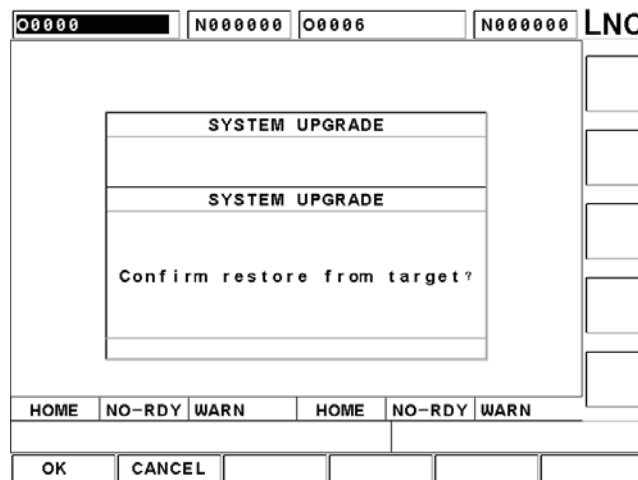 O0000 N000000 O0006 N000000 LNC
SYSTEM UPGRADE
SYSTEM UPGRADE
Confirm restore from target?
HOME NO-RDY WARN HOME NO-RDY WARN
OK CANCEL